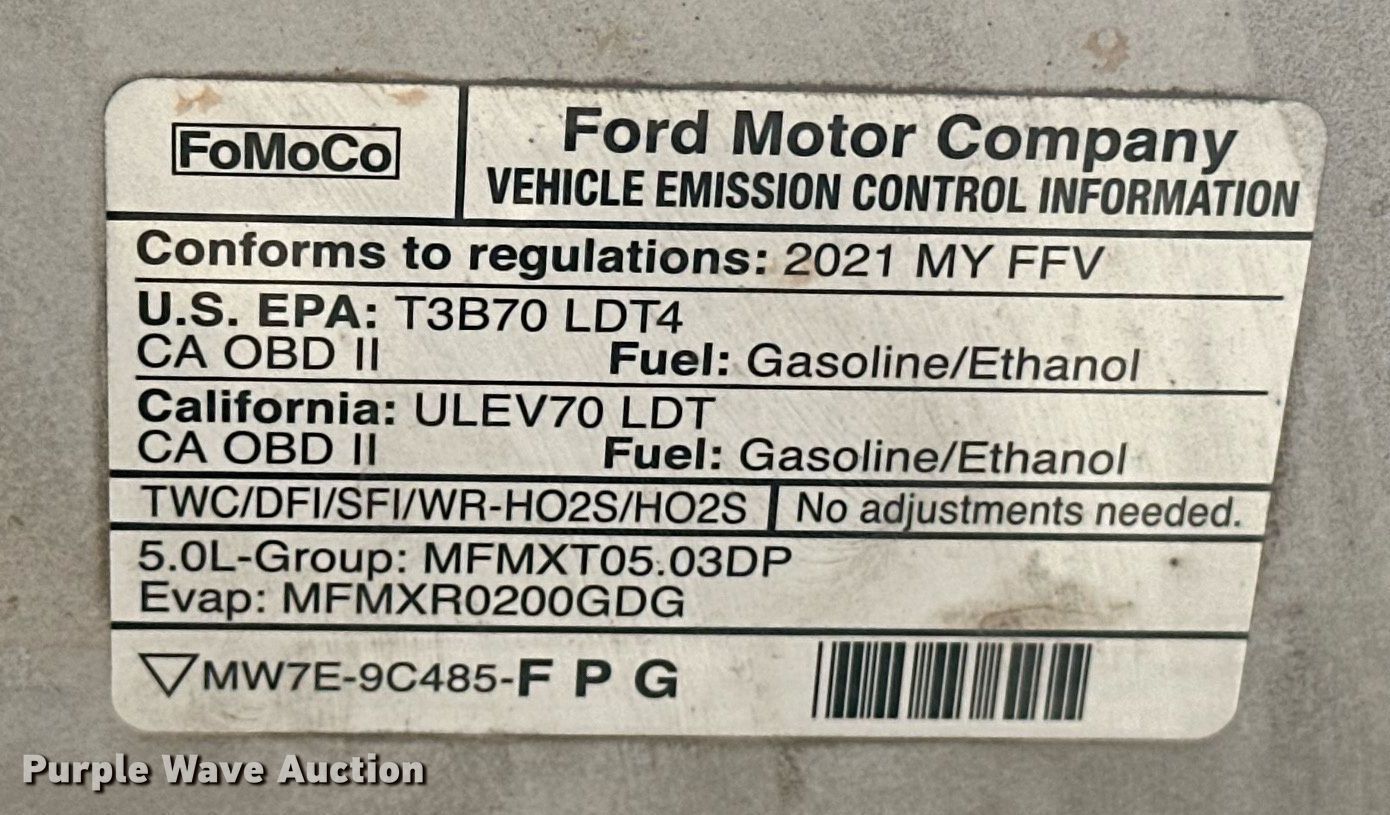 FoMoCo
Ford Motor Company
VEHICLE EMISSION CONTROL INFORMATION
Conforms to regulations: 2021 MY FFV
U.S. EPA: T3B70 LDT4
CA OBD II Fuel: Gasoline/Ethanol
California: ULEV70 LDT
CA OBD II Fuel: Gasoline/Ethanol
TWC/DFI/SFI/WR-HO2S/HO2S No adjustments needed.
5.0L-Group: MFMXT05.03DP
Evap: MFMXR0200GDG
MW7E-9C485-F P G
Purple Wave Auction